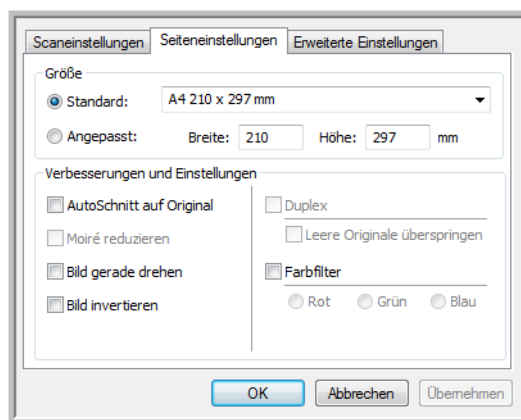 Scaneinstellungen Seiteneinstellungen Erweiterte Einstellungen
Größe
Standard: A4 210 x 297 mm
Angepasst: Breite: 210 Höhe: 297 mm
Verbesserungen und Einstellungen
AutoSchnitt auf Original
Moiré reduzieren
Bild gerade drehen
Bild invertieren
Duplex
Leere Originale überspringen
Farbfilter
Rot Grün Blau
OK Abbrechen Übernehmen